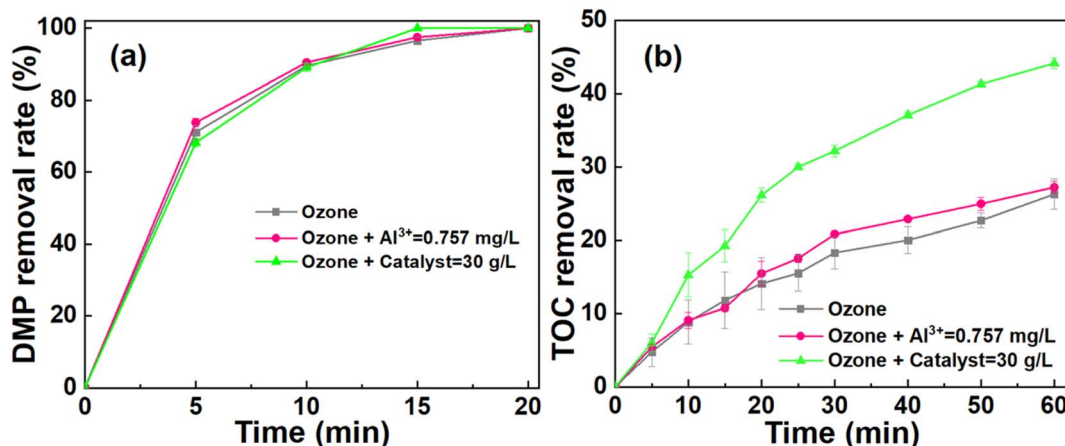 (a)
DMP removal rate (%)
100
80
60
40
20
0
Ozone
Ozone + Al³⁺=0.757 mg/L
Ozone + Catalyst=30 g/L
0 5 10 15 20
Time (min)
(b)
TOC removal rate (%)
50
40
30
20
10
0
Ozone
Ozone + Al³⁺=0.757 mg/L
Ozone + Catalyst=30 g/L
0 10 20 30 40 50 60
Time (min)